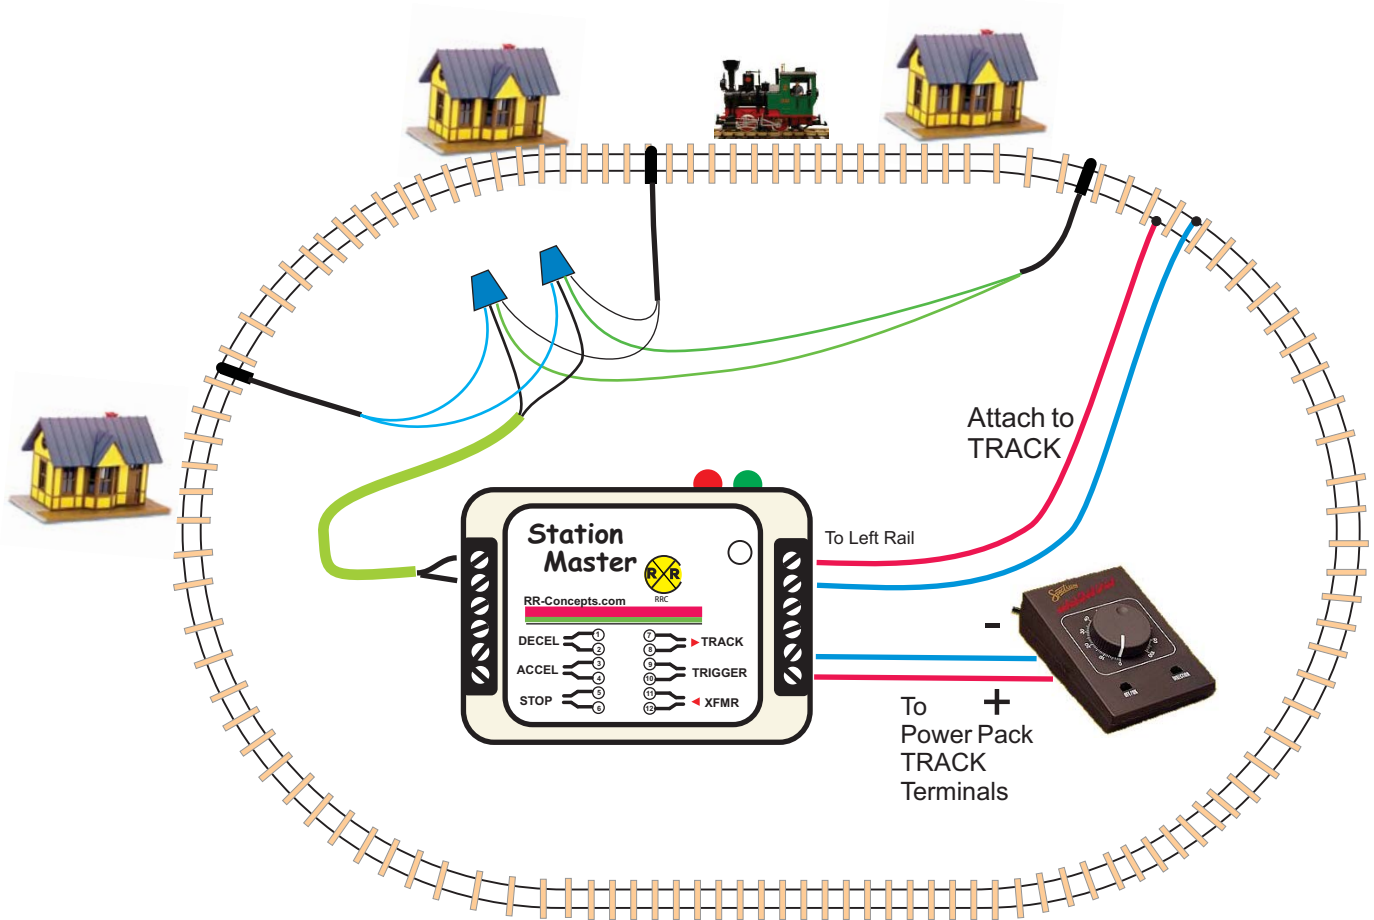 Attach to
TRACK
Station
Master
To Left Rail
R R
RRC
RR-Concepts.com
DECEL
1
2
ACCEL
3
4
STOP
5
6
7
8
TRACK
9
10
TRIGGER
11
12
XFMR
-
+
To
Power Pack
TRACK
Terminals